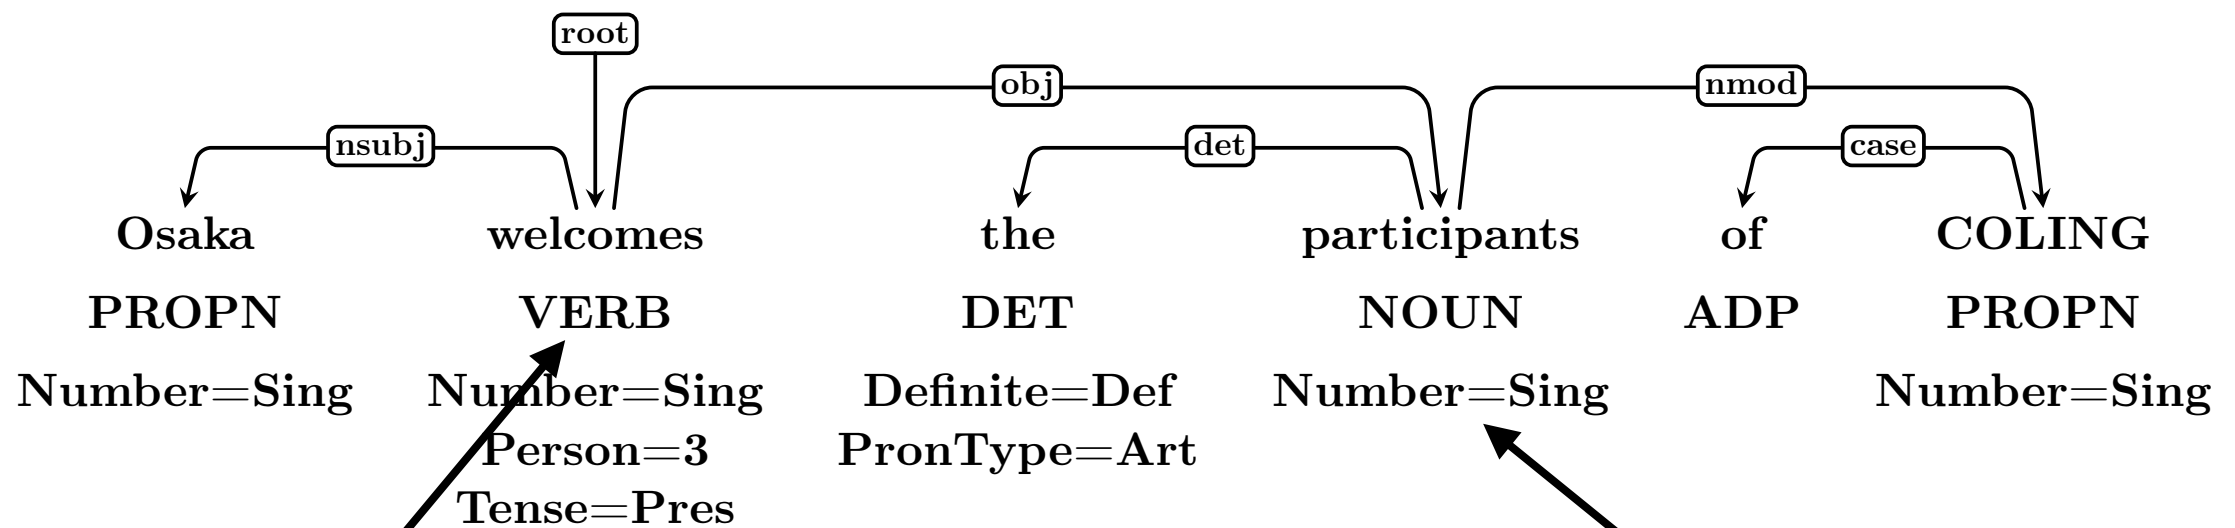 root
obj nmod
nsubj det case
Osaka welcomes the participants of COLING
PROPN VERB DET NOUN ADP PROPN
Number=Sing Number=Sing Definite=Def Number=Sing Number=Sing
Person=3 PronType=Art
Tense=Pres